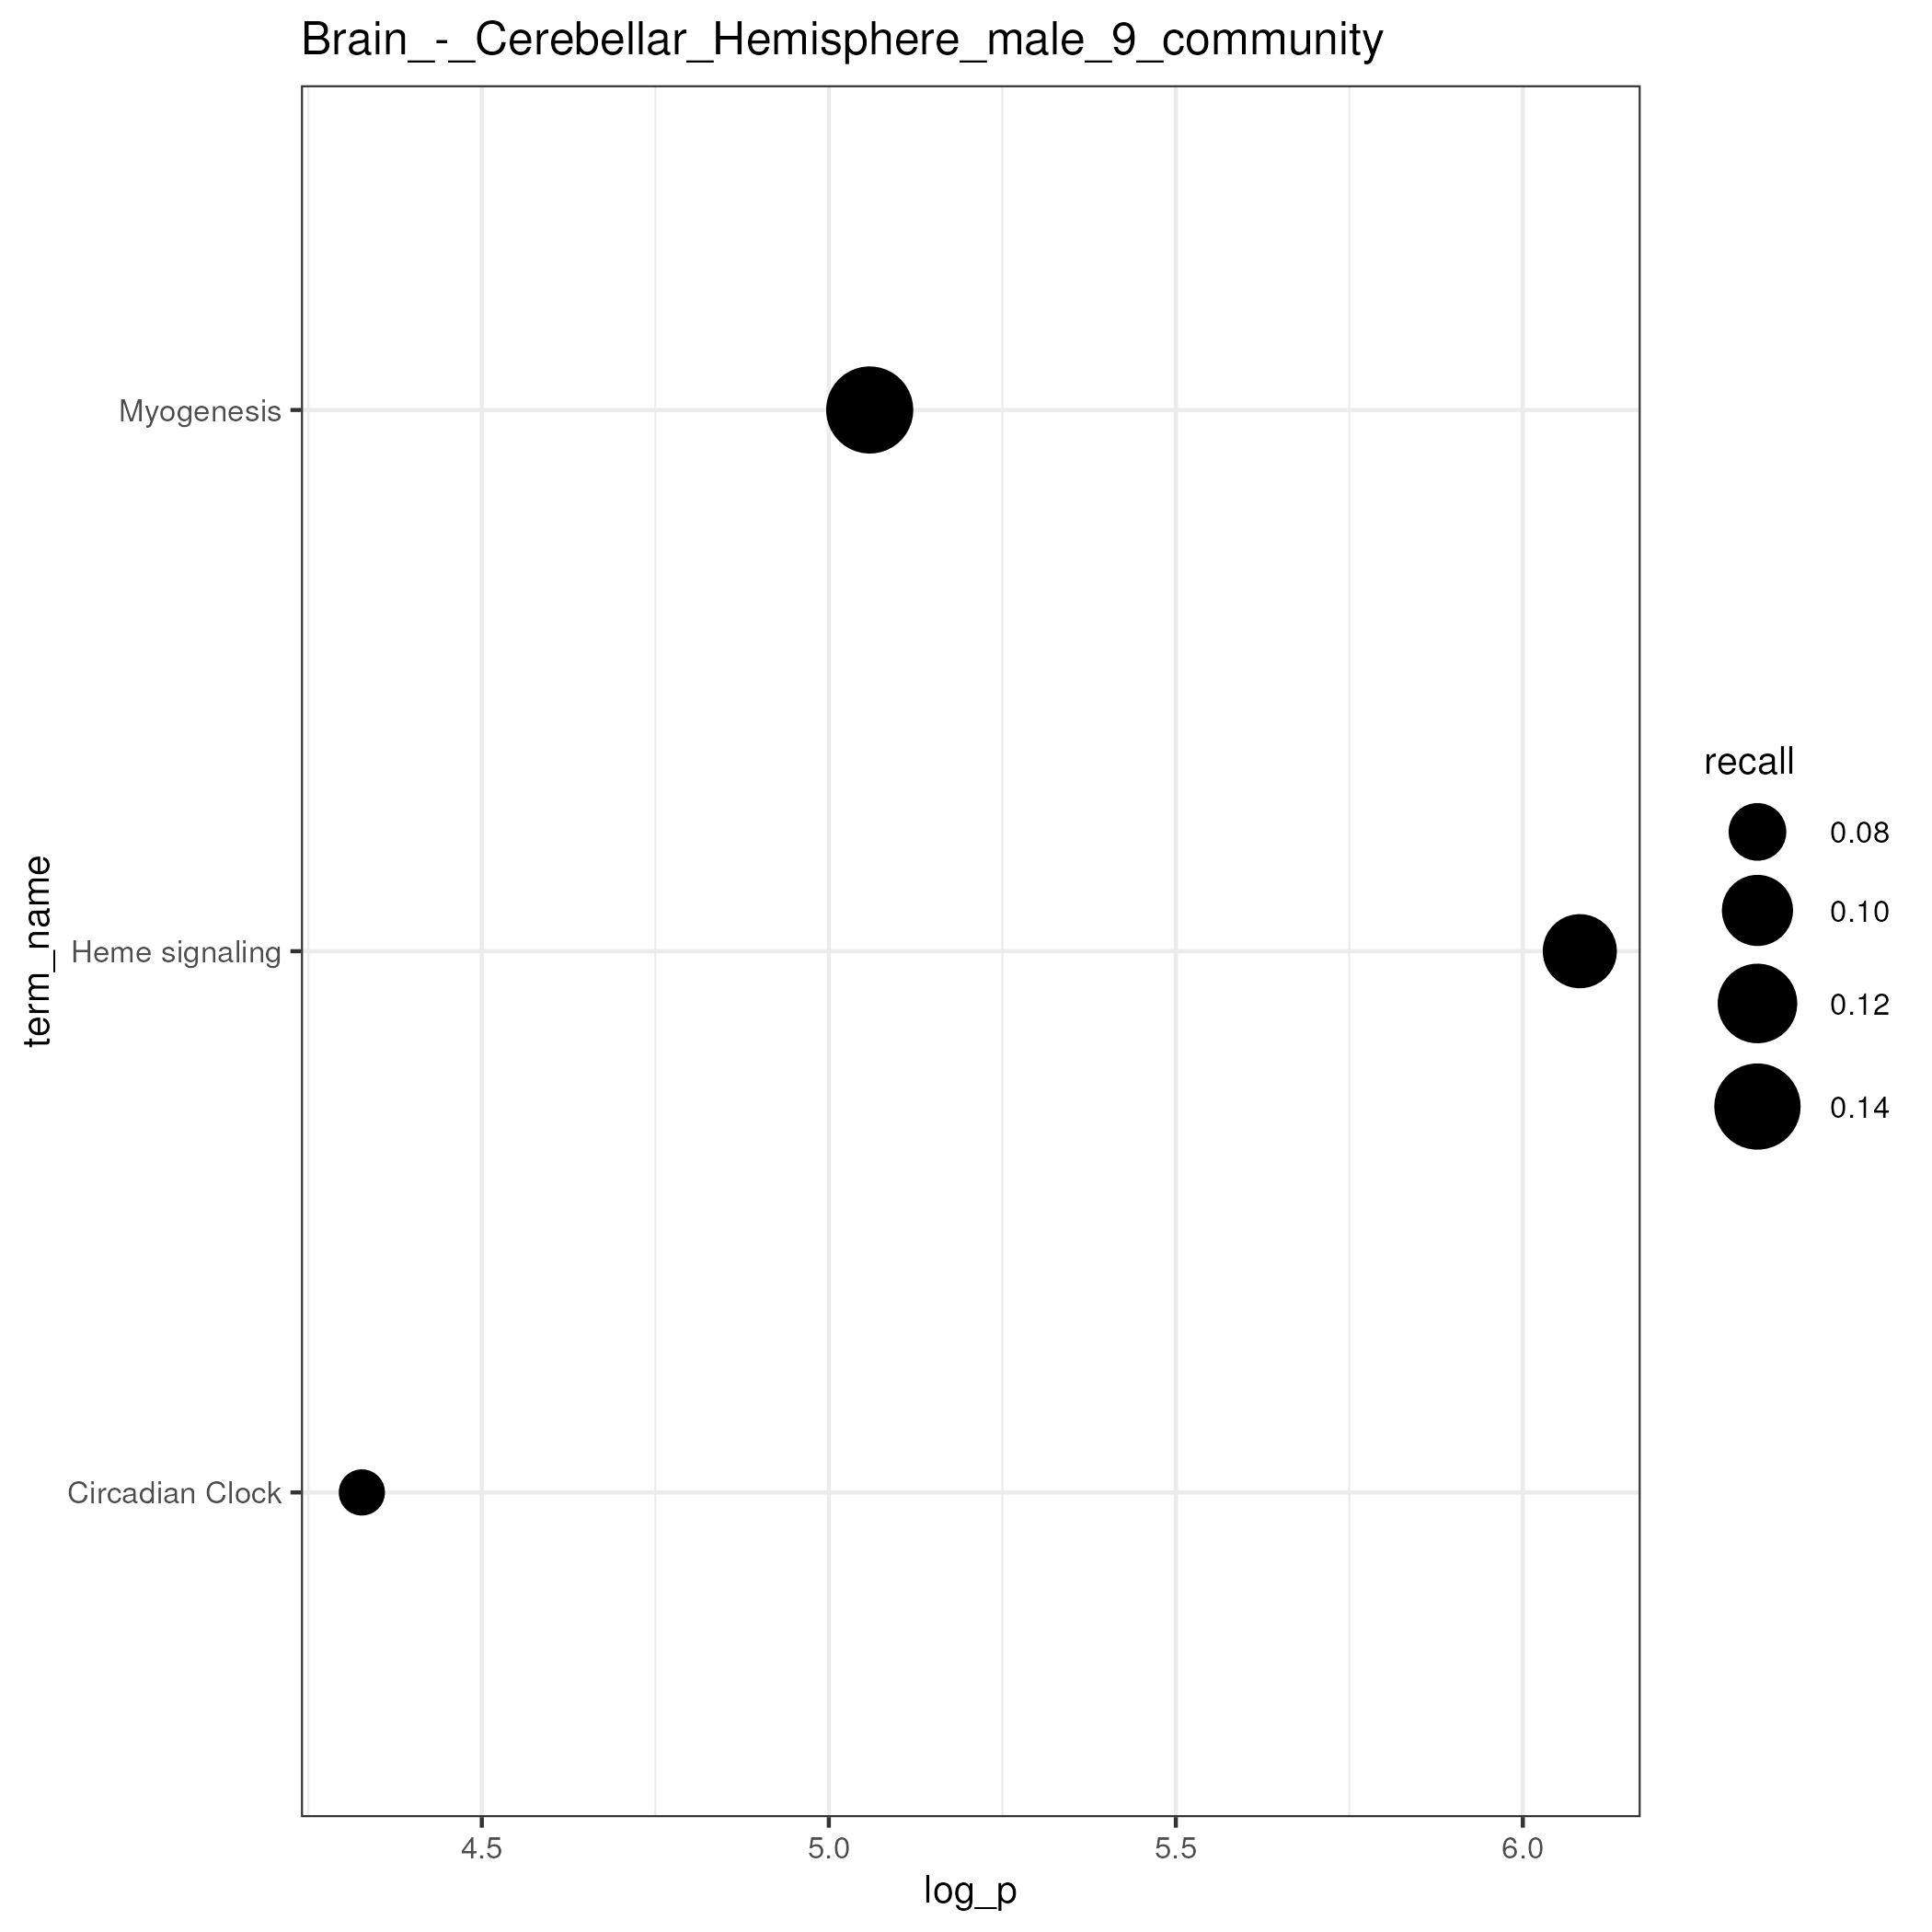 Brain_-_Cerebellar_Hemisphere_male_9_community
term_name
Myogenesis
Heme signaling
Circadian Clock
4.5
5.0
5.5
6.0
log_p
recall
0.08
0.10
0.12
0.14